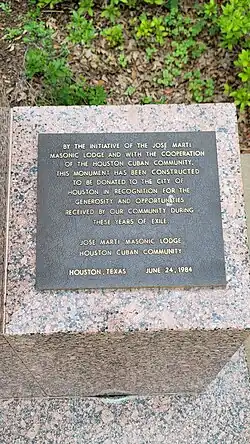 BY THE INITIATIVE OF THE JOSE MARTI
MASONIC LODGE AND WITH THE COOPERATION
OF THE HOUSTON CUBAN COMMUNITY,
THIS MONUMENT HAS BEEN CONSTRUCTED
TO BE DONATED TO THE CITY OF
HOUSTON IN RECOGNITION FOR THE
GENEROSITY AND OPPORTUNITIES
RECEIVED BY OUR COMMUNITY DURING
THESE YEARS OF EXILE.
JOSE MARTI MASONIC LODGE
HOUSTON CUBAN COMMUNITY
HOUSTON, TEXAS JUNE 24, 1984